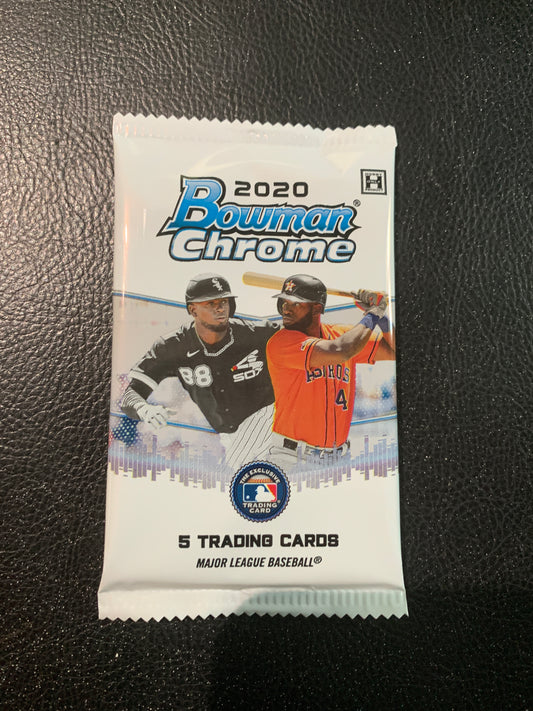 2020
Bowman®
Chrome
88
SOX
ASTROS
4
THE EXCLUSIVE
TRADING CARD
5 TRADING CARDS
MAJOR LEAGUE BASEBALL®